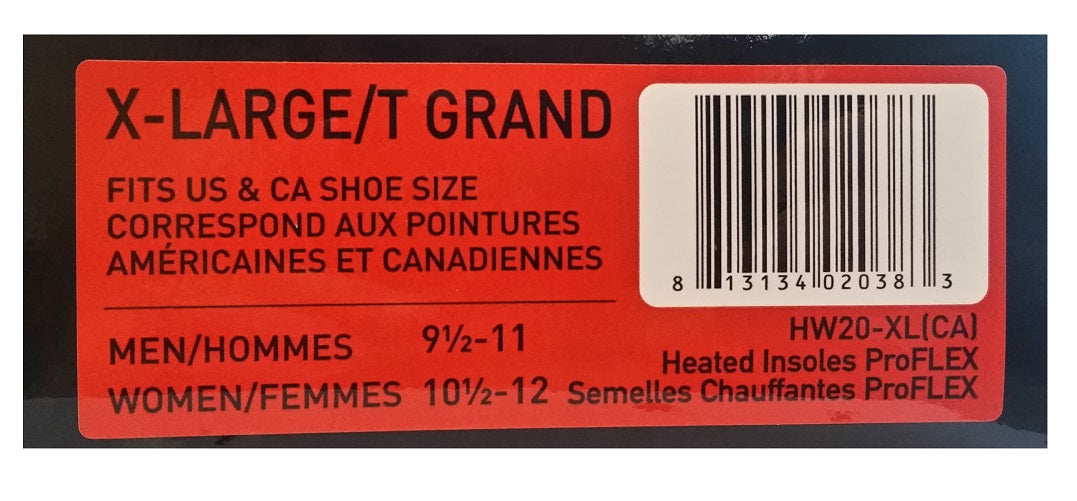 X-LARGE/T GRAND
FITS US & CA SHOE SIZE
CORRESPOND AUX POINTURES
AMÉRICAINES ET CANADIENNES
MEN/HOMMES 9½-11
WOMEN/FEMMES 10½-12
8 13134 02038 3
HW20-XL(CA)
Heated Insoles ProFLEX
Semelles Chauffantes ProFLEX